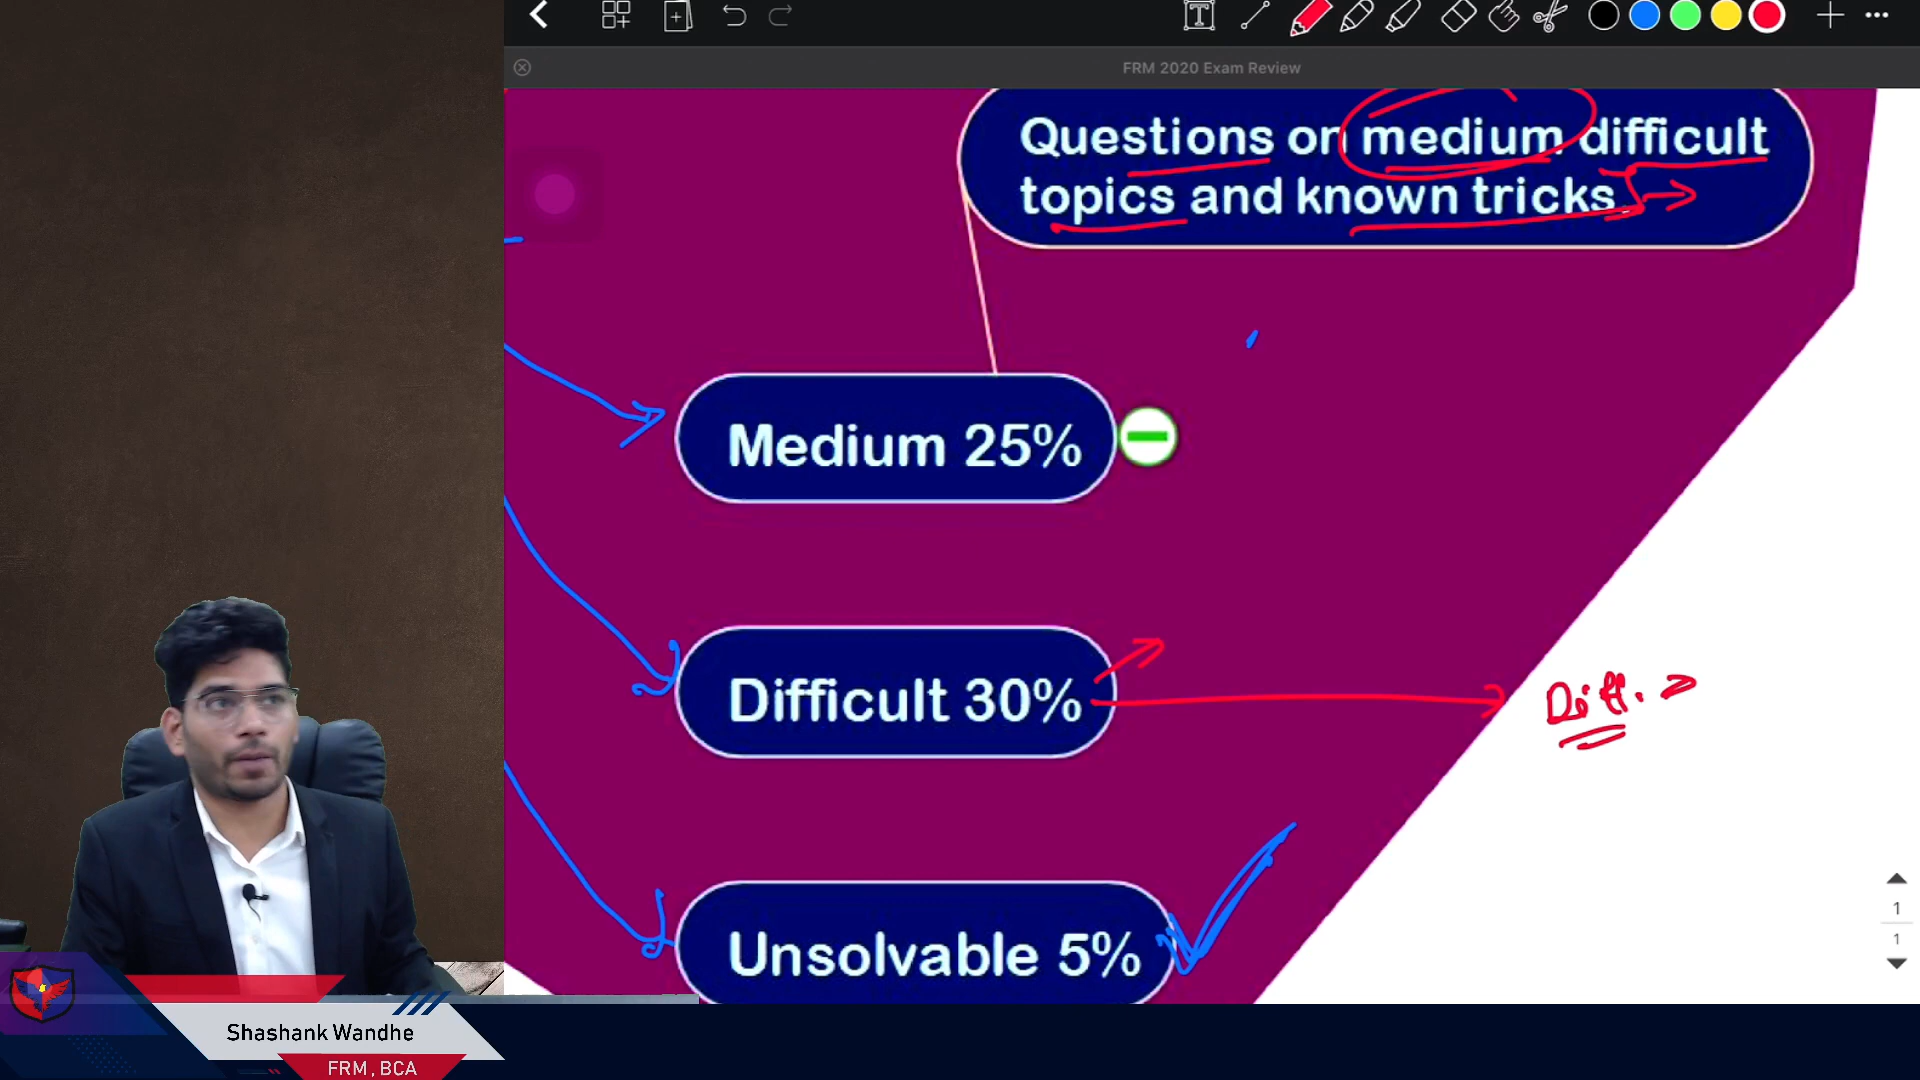 FRM 2020 Exam Review
Questions on medium difficult
topics and known tricks
Medium 25%
Difficult 30%
Diff.
Unsolvable 5%
1
1
Shashank Wandhe
FRM, BCA